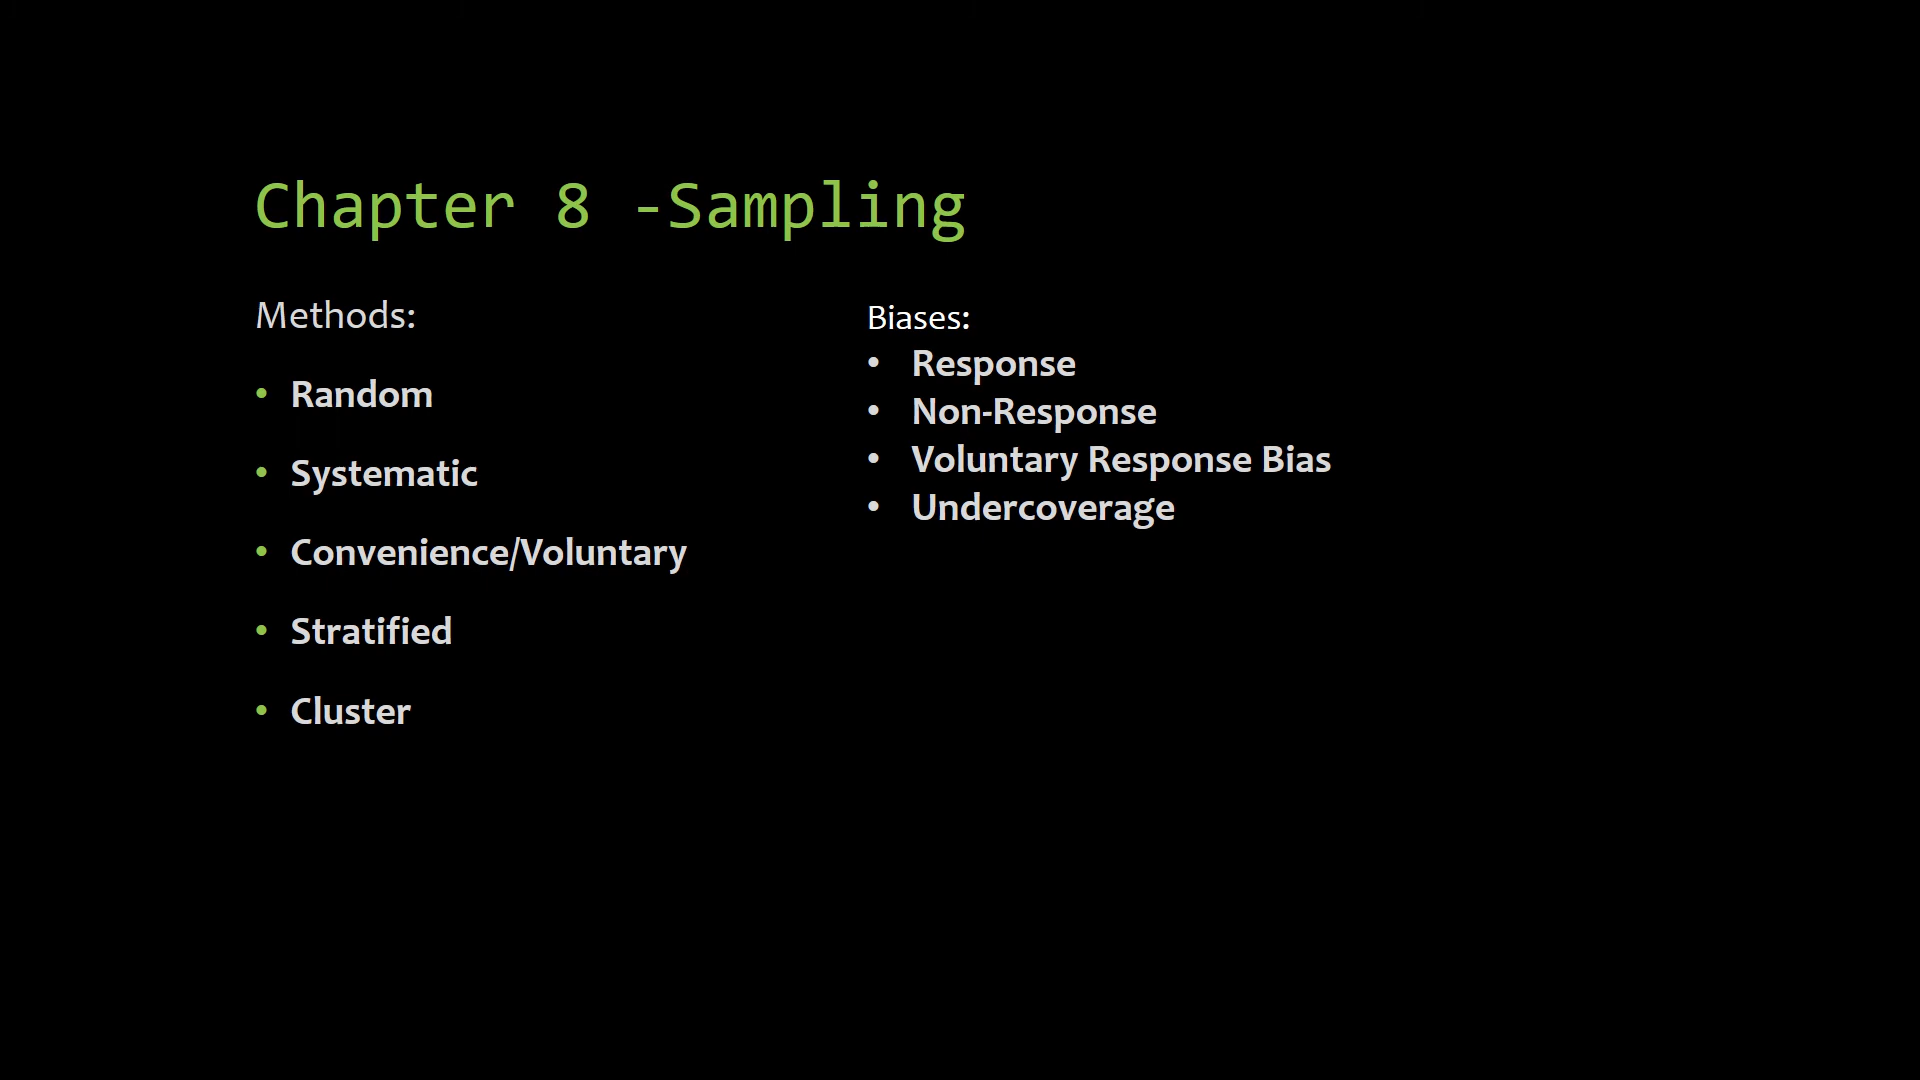 Chapter 8 -Sampling
Methods:
• Random
• Systematic
• Convenience/Voluntary
• Stratified
• Cluster
Biases:
• Response
• Non-Response
• Voluntary Response Bias
• Undercoverage